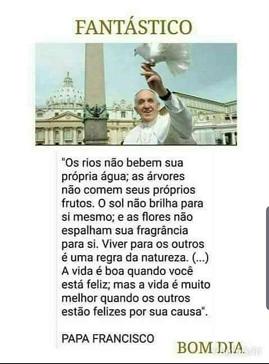 FANTÁSTICO
"Os rios não bebem sua
própria água; as árvores
não comem seus próprios
frutos. O sol não brilha para
si mesmo; e as flores não
espalham sua fragrância
para si. Viver para os outros
é uma regra da natureza. (...)
A vida é boa quando você
está feliz; mas a vida é muito
melhor quando os outros
estão felizes por sua causa".
PAPA FRANCISCO
BOM DIA